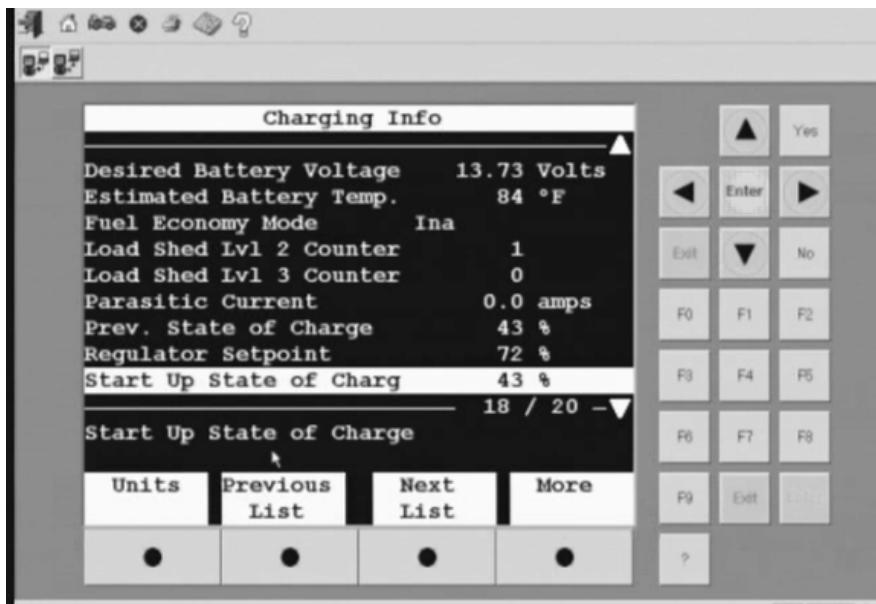 Charging Info
Desired Battery Voltage 13.73 Volts
Estimated Battery Temp. 84 °F
Fuel Economy Mode Ina
Load Shed Lvl 2 Counter 1
Load Shed Lvl 3 Counter 0
Parasitic Current 0.0 amps
Prev. State of Charge 43 %
Regulator Setpoint 72 %
Start Up State of Charg 43 %
18 / 20
Start Up State of Charge
Units Previous List Next List More
Yes
Enter
Exit No
F0 F1 F2
F3 F4 F5
F6 F7 F8
F9 Exit
?